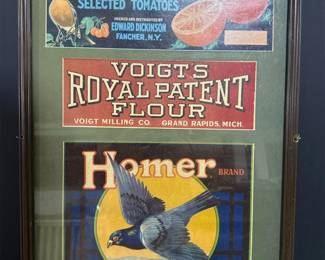 SELECTED TOMATOES
PACKED AND DISTRIBUTED BY
EDWARD DICKINSON
FANCHER, N.Y.
VOIGT'S
ROYAL PATENT
FLOUR
VOIGT MILLING CO. GRAND RAPIDS, MICH.
Homer BRAND